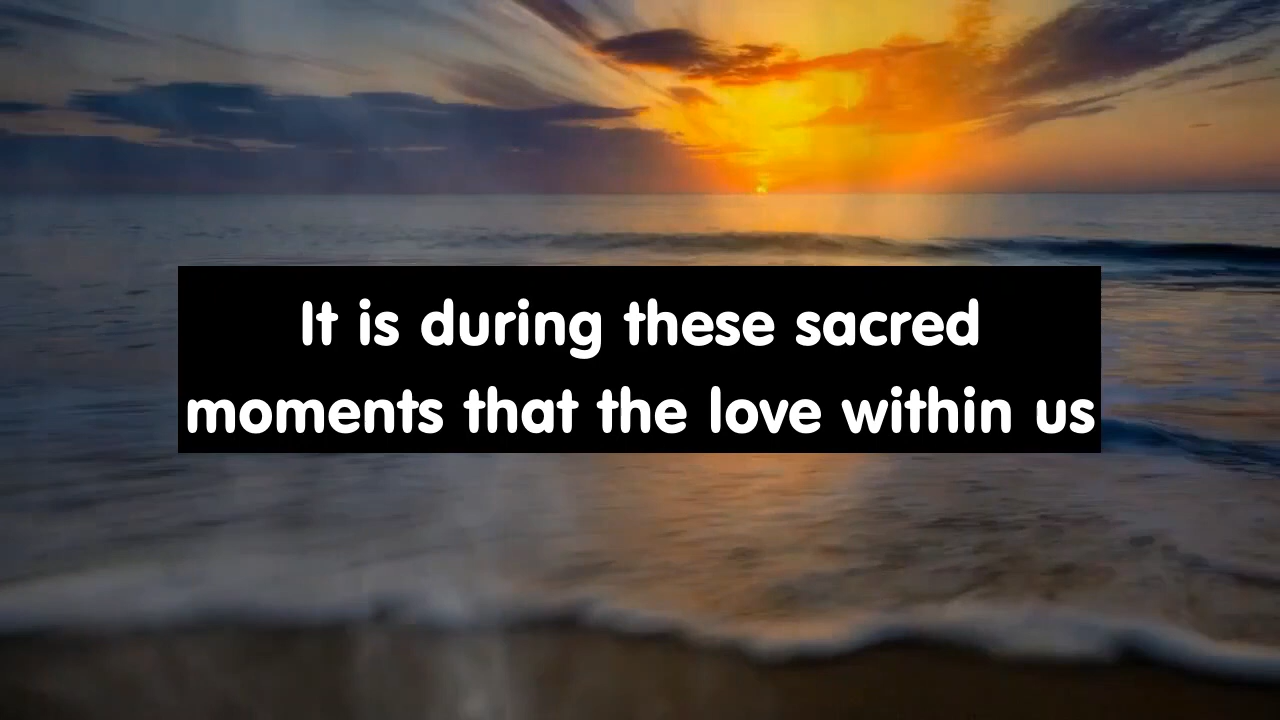 It is during these sacred
moments that the love within us